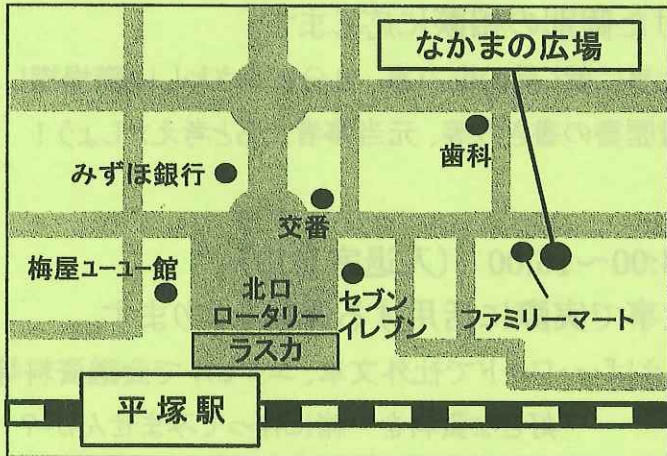 なかまの広場
歯科
みずほ銀行
交番
梅屋ユーユー館
北口
ロータリー
セブン
イレブン
ファミリーマート
ラスカ
平塚駅